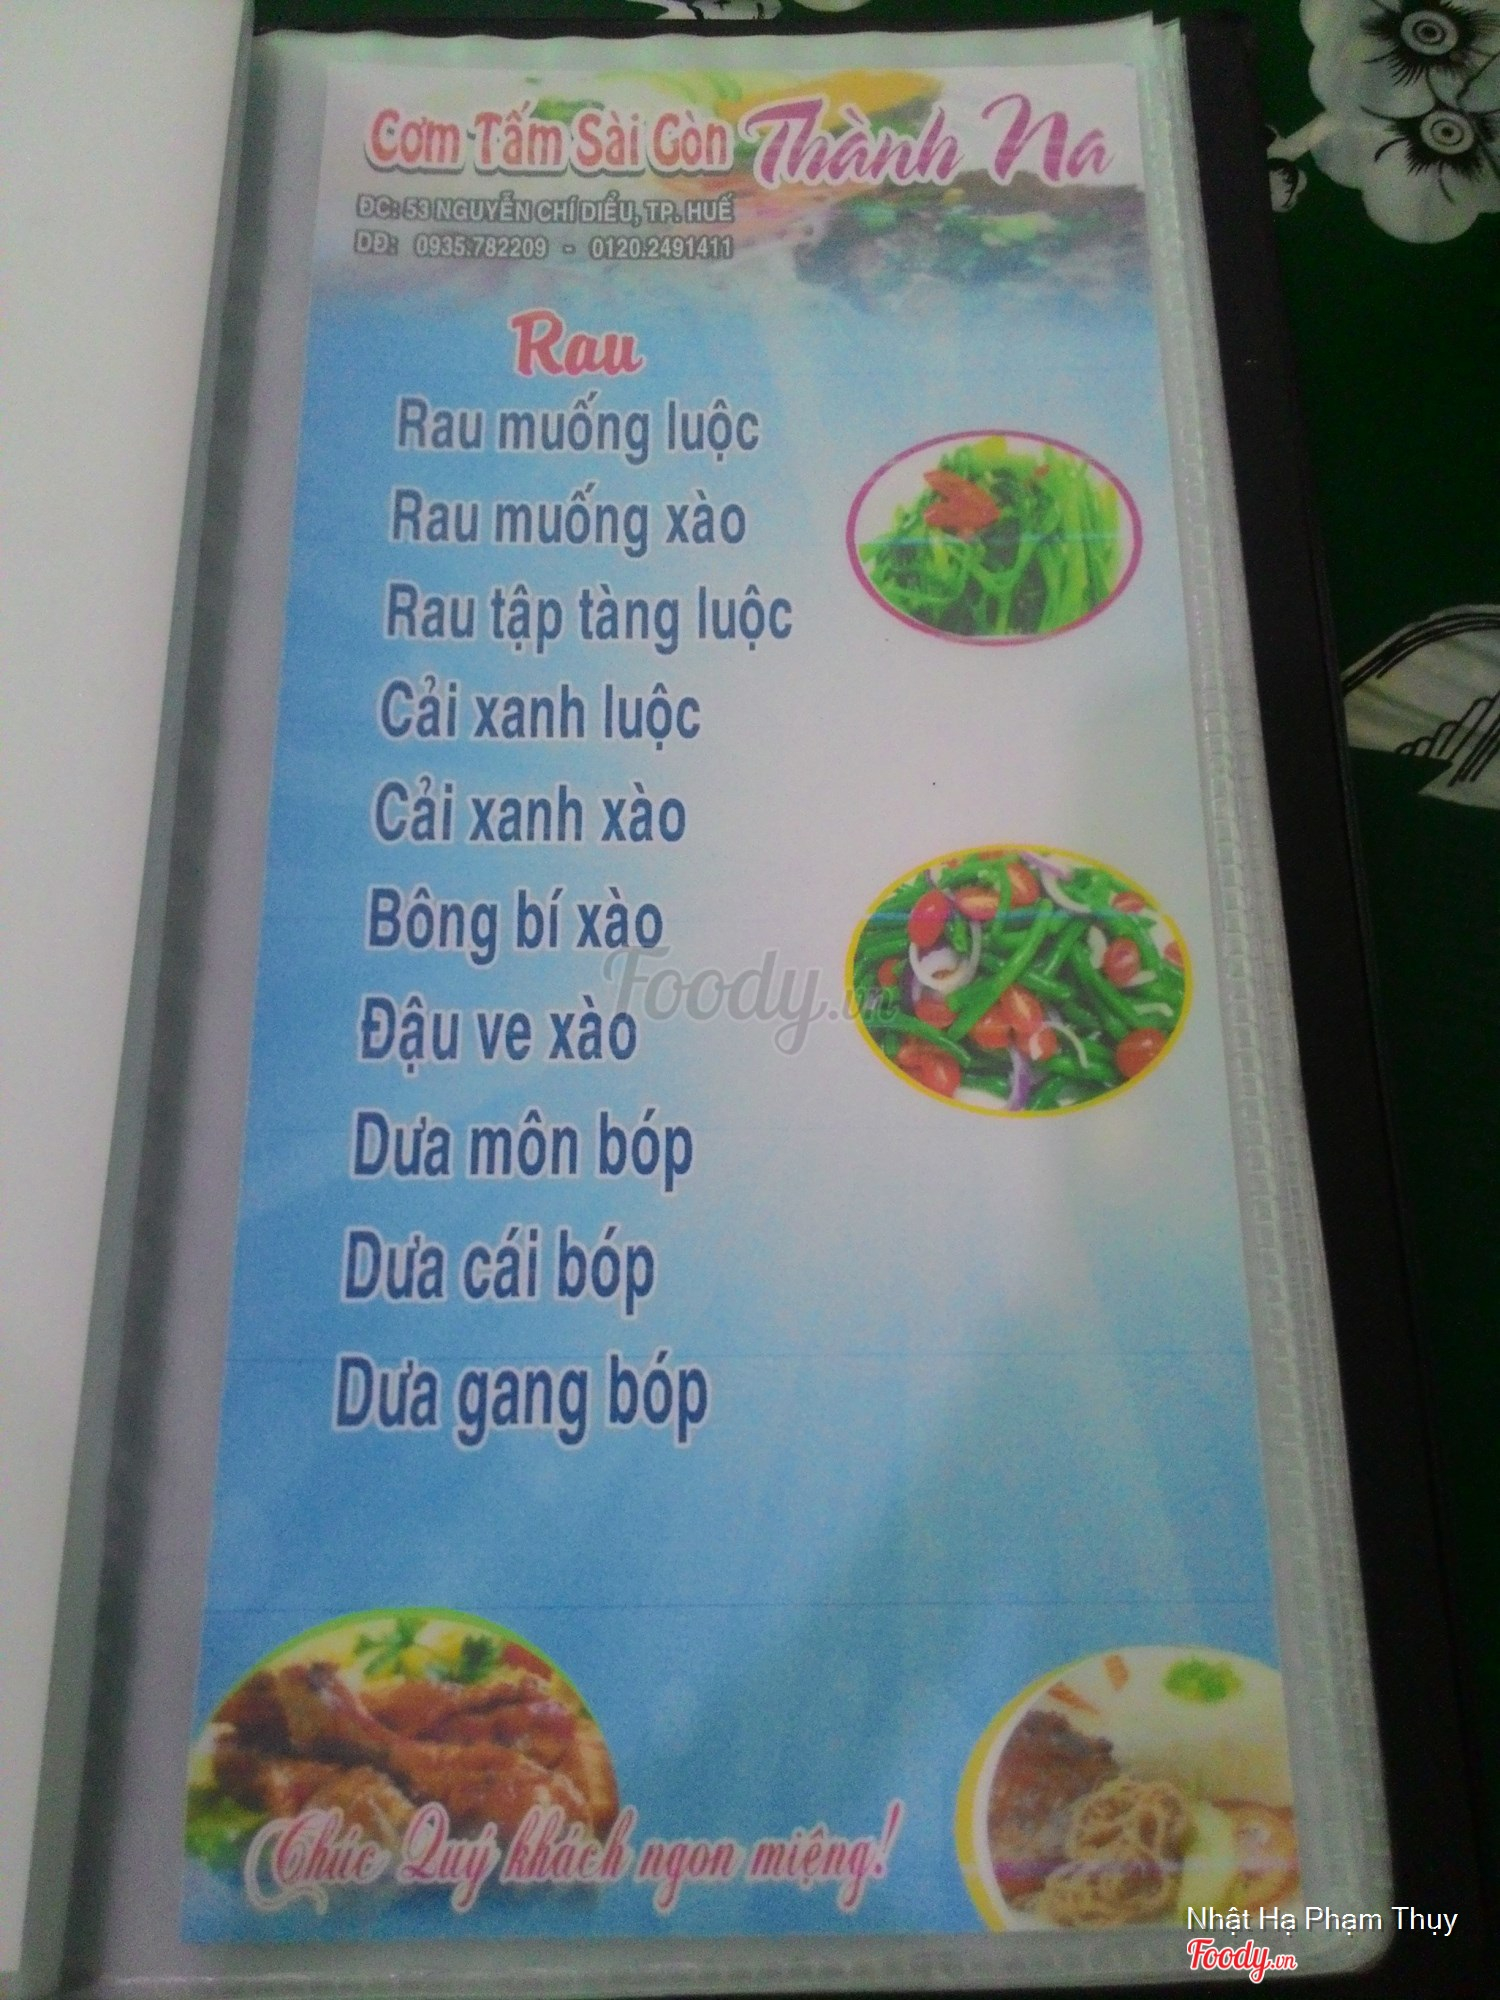 Cơm Tấm Sài Gòn Thành Na
ĐC: 53 NGUYỄN CHÍ DIỂU, TP. HUẾ
DĐ: 0935.782209 - 0120.2491411
Rau
Rau muống luộc
Rau muống xào
Rau tập tàng luộc
Cải xanh luộc
Cải xanh xào
Bông bí xào
Đậu ve xào
Dưa môn bóp
Dưa cái bóp
Dưa gang bóp
Chúc Quý khách ngon miệng!
Foody.vn
Nhật Hạ Phạm Thụy
Foody.vn